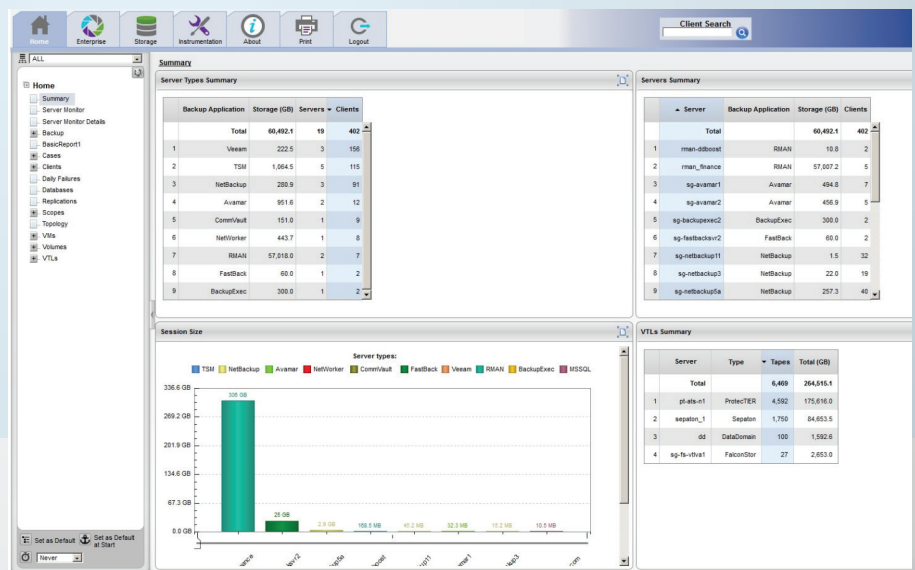 Home
Enterprise
Storage
Instrumentation
About
Print
Logout
Client Search
ALL
Home
Summary
Server Monitor
Server Monitor Details
Backup
BasicReport1
Cases
Clients
Daily Failures
Databases
Replications
Scopes
Topology
VMs
Volumes
VTLs
Set as Default
Set as Default at Start
Never
Summary
Server Types Summary
Backup Application Storage (GB) Servers Clients
Total 60,492.1 19 402
1 Veeam 222.5 3 156
2 TSM 1,064.5 5 115
3 NetBackup 280.9 3 91
4 Avamar 951.6 2 12
5 CommVault 151.0 1 9
6 NetWorker 443.7 1 8
7 RMAN 57,018.0 2 7
8 FastBack 60.0 1 2
9 BackupExec 300.0 1 2
Servers Summary
Server Backup Application Storage (GB) Clients
Total 60,492.1 402
1 rman-ddboost RMAN 10.8 2
2 rman_finance RMAN 57,007.2 5
3 sg-avamar1 Avamar 494.8 7
4 sg-avamar2 Avamar 456.9 5
5 sg-backupexec2 BackupExec 300.0 2
6 sg-fastbacksvr2 FastBack 60.0 2
7 sg-netbackup11 NetBackup 1.5 32
8 sg-netbackup3 NetBackup 22.0 19
9 sg-netbackup5a NetBackup 257.3 40
Session Size
Server types:
TSM NetBackup Avamar NetWorker CommVault FastBack Veeam RMAN BackupExec MSSQL
336.6 GB
269.2 GB
201.9 GB
134.6 GB
67.3 GB
0.0 GB
305 GB
25 GB
2.8 GB
168.5 MB
45.2 MB
32.3 MB
15.2 MB
10.5 MB
ance
svr2
up5a
oost
up11
mar1
kup3
com
VTLs Summary
Server Type Tapes Total (GB)
Total 6,469 264,515.1
1 pt-ats-n1 ProtecTIER 4,592 175,616.0
2 sepaton_1 Sepaton 1,750 84,653.5
3 dd DataDomain 100 1,592.6
4 sg-fs-vtlva1 FalconStor 27 2,653.0